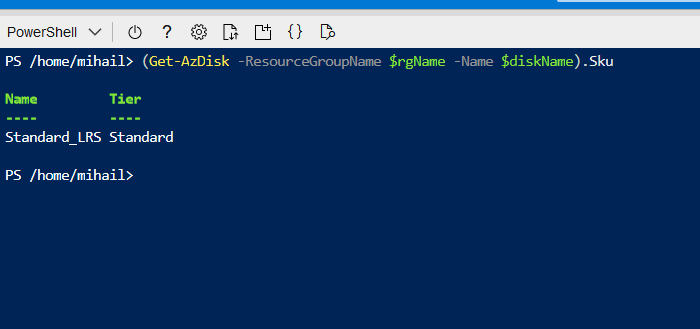 PowerShell
?
{}
PS /home/mihail> (Get-AzDisk -ResourceGroupName $rgName -Name $diskName).Sku
Name Tier
---- ----
Standard_LRS Standard
PS /home/mihail>